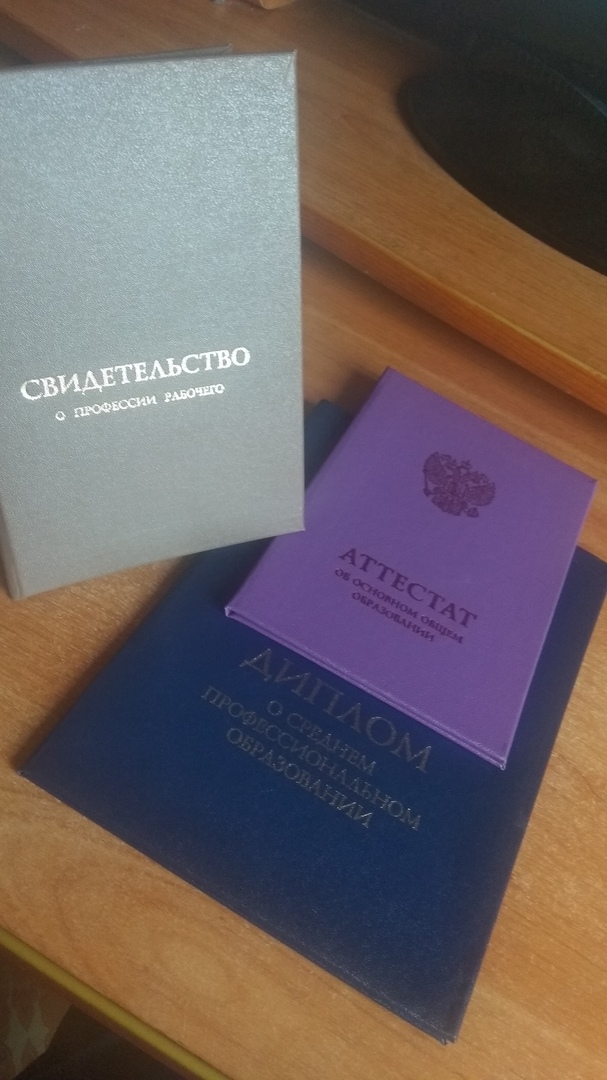 СВИДЕТЕЛЬСТВО
О ПРОФЕССИИ РАБОЧЕГО
АТТЕСТАТ
ОБ ОСНОВНОМ ОБЩЕМ
ОБРАЗОВАНИИ
ДИПЛОМ
О СРЕДНЕМ
ПРОФЕССИОНАЛЬНОМ
ОБРАЗОВАНИИ